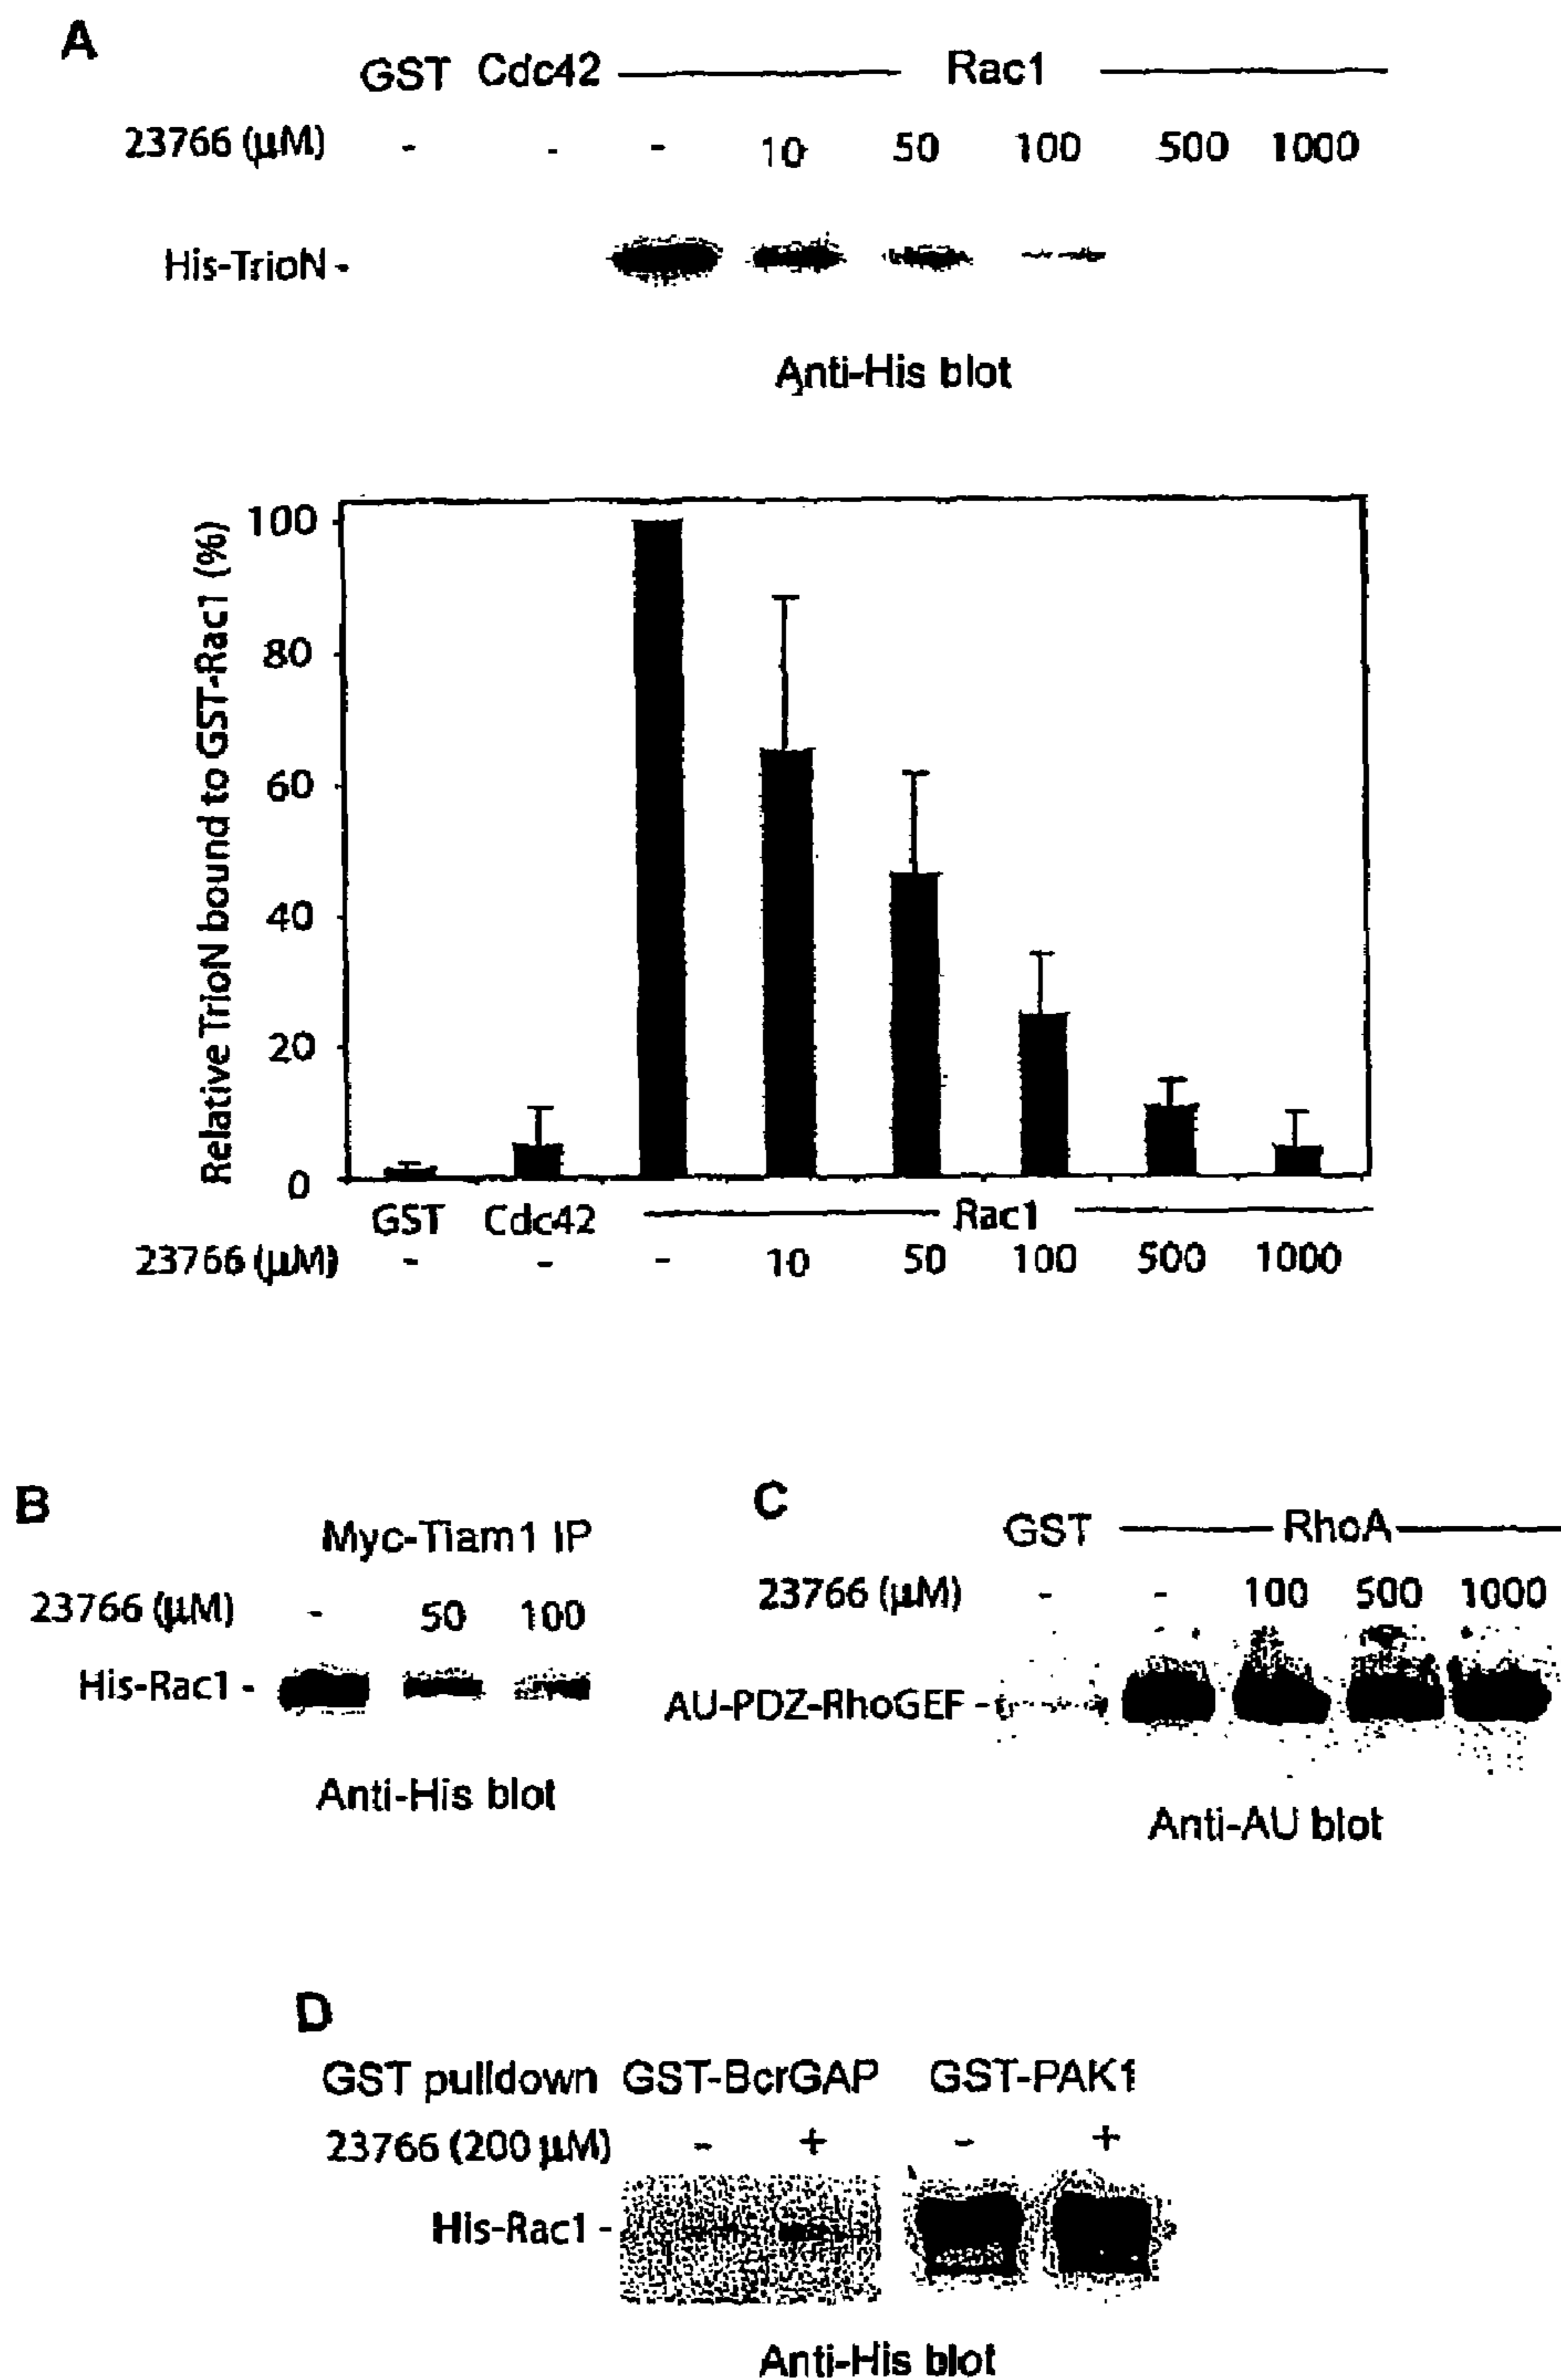 A
GST Cdc42 Rac1
23766 (μM) - - - 10 50 100 500 1000
His-TrioN -
Anti-His blot
Relative TrioN bound to GST-Rac1 (%)
100
80
60
40
20
0
GST Cdc42 Rac1
23766 (μM) - - - 10 50 100 500 1000
B
Myc-Tiam1 IP
23766 (μM) - 50 100
His-Rac1 -
Anti-His blot
C
GST RhoA
23766 (μM) - - 100 500 1000
AU-PDZ-RhoGEF -
Anti-AU blot
D
GST pulldown GST-BcrGAP GST-PAK1
23766 (200 μM) - + - +
His-Rac1 -
Anti-His blot